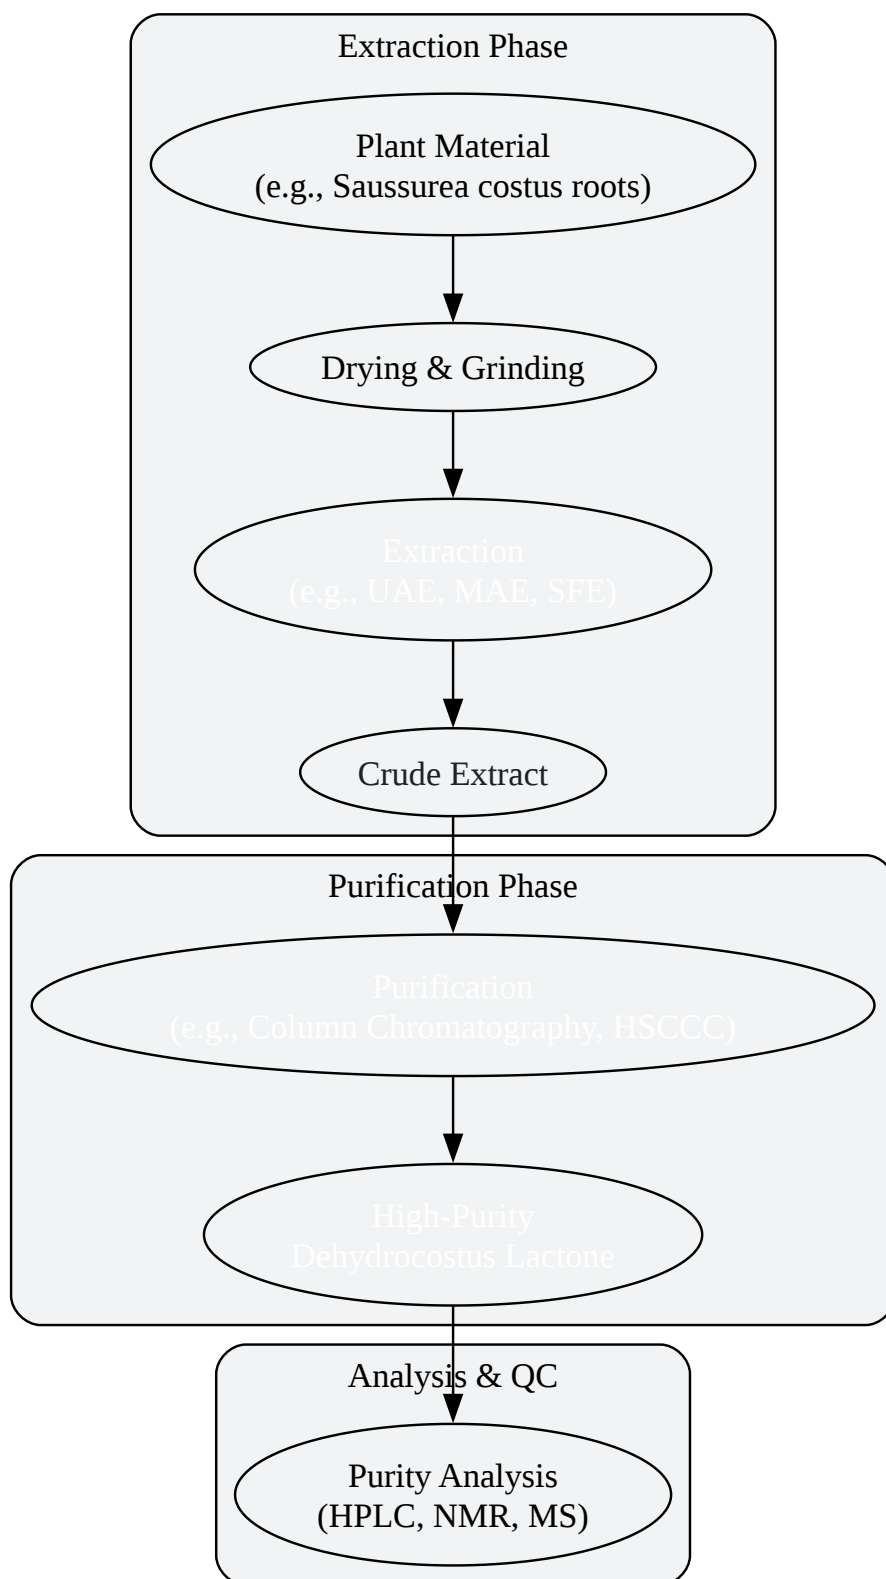 Extraction Phase
Plant Material
(e.g., Saussurea costus roots)
Drying & Grinding
Extraction
(e.g., UAE, MAE, SFE)
Crude Extract
Purification Phase
Purification
(e.g., Column Chromatography, HSCCC)
High-Purity
Dehydrocostus Lactone
Analysis & QC
Purity Analysis
(HPLC, NMR, MS)